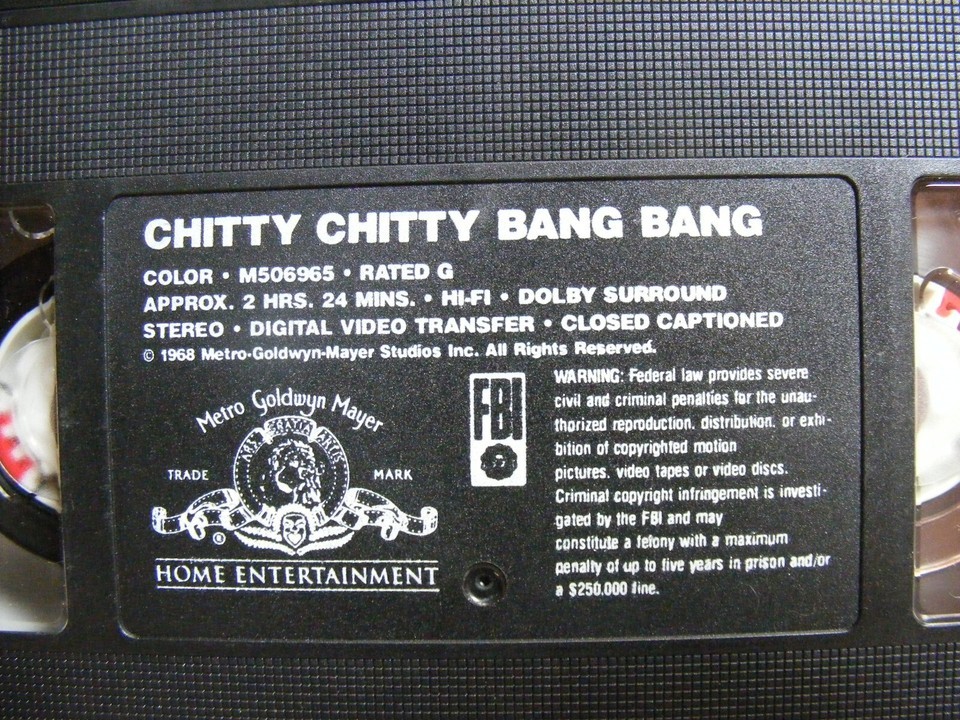 CHITTY CHITTY BANG BANG
COLOR • M506965 • RATED G
APPROX. 2 HRS. 24 MINS. • HI-FI • DOLBY SURROUND
STEREO • DIGITAL VIDEO TRANSFER • CLOSED CAPTIONED
© 1968 Metro-Goldwyn-Mayer Studios Inc. All Rights Reserved.
Metro Goldwyn Mayer
ARS GRATIA ARTIS
TRADE MARK
®
HOME ENTERTAINMENT
FBI
WARNING: Federal law provides severe
civil and criminal penalties for the unau-
thorized reproduction, distribution, or exhi-
bition of copyrighted motion
pictures, video tapes or video discs.
Criminal copyright infringement is investi-
gated by the FBI and may
constitute a felony with a maximum
penalty of up to five years in prison and/or
a $250,000 fine.